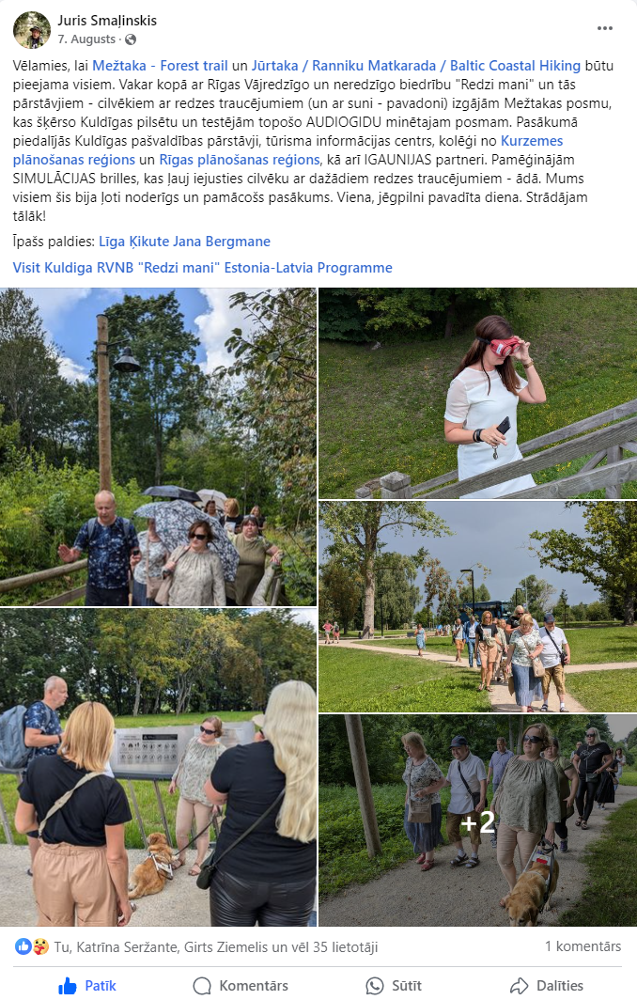 Juris Smaļinskis
7. Augusts ·
Vēlamies, lai Mežtaka - Forest trail un Jūrtaka / Ranniku Matkarada / Baltic Coastal Hiking būtu
pieejama visiem. Vakar kopā ar Rīgas Vājredzīgo un neredzīgo biedrību "Redzi mani" un tās
pārstāvjiem - cilvēkiem ar redzes traucējumiem (un ar suni - pavadoni) izgājām Mežtakas posmu,
kas šķērso Kuldīgas pilsētu un testējām topošo AUDIOGIDU minētajam posmam. Pasākumā
piedalījās Kuldīgas pašvaldības pārstāvji, tūrisma informācijas centrs, kolēģi no Kurzemes
plānošanas reģions un Rīgas plānošanas reģions, kā arī IGAUNIJAS partneri. Pamēģinājām
SIMULĀCIJAS brilles, kas ļauj iejusties cilvēku ar dažādiem redzes traucējumiem - ādā. Mums
visiem šis bija ļoti noderīgs un pamācošs pasākums. Viena, jēgpilni pavadīta diena. Strādājam
tālāk!
Īpašs paldies: Līga Ķikute Jana Bergmane
Visit Kuldiga RVNB "Redzi mani" Estonia-Latvia Programme
+2
Tu, Katrīna Seržante, Girts Ziemelis un vēl 35 lietotāji
1 komentārs
Patīk
Komentārs
Sūtīt
Dalīties